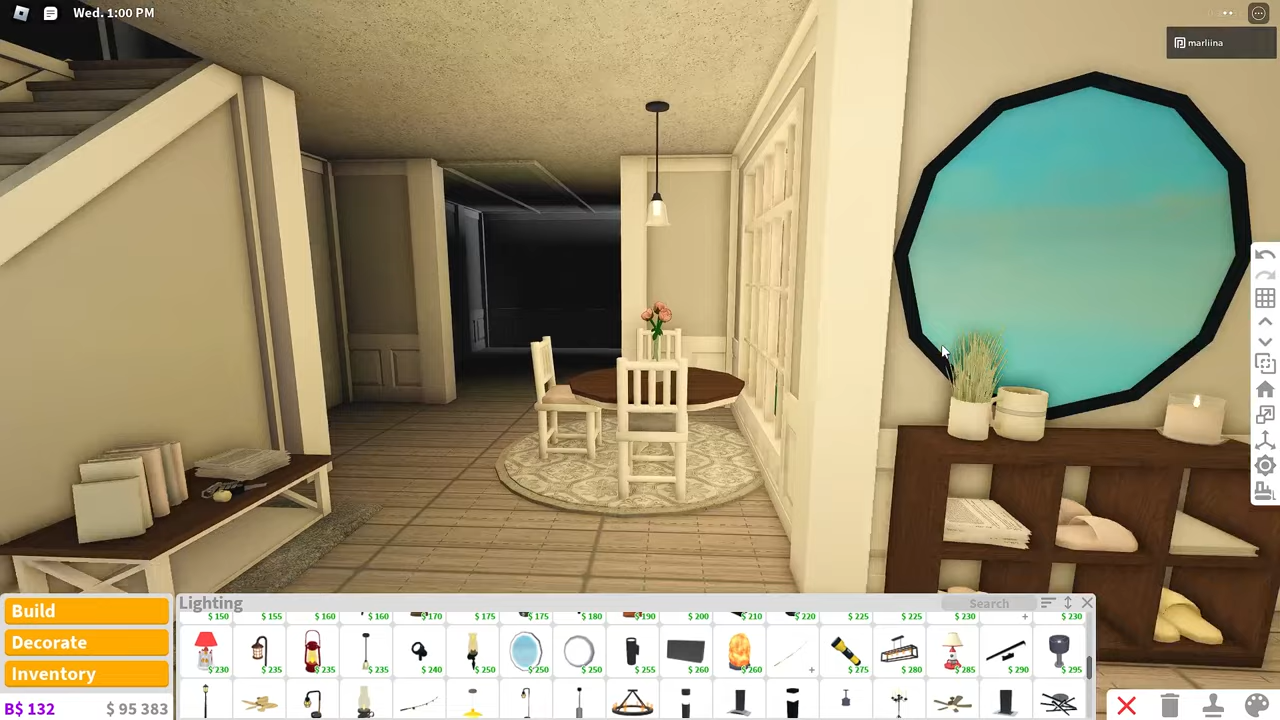 Wed. 1:00 PM
marliina
Build
Decorate
Inventory
B$ 132
$ 95 383
Lighting
Search
$ 150 $ 155 $ 160 $ 160 $ 170 $ 175 $ 175 $ 180 $ 190 $ 200 $ 210 $ 220 $ 225 $ 225 $ 230 + $ 230
$ 230 $ 235 $ 235 $ 235 $ 240 $ 250 $ 250 $ 250 $ 255 $ 260 $ 260 + $ 275 $ 280 $ 285 $ 290 $ 295